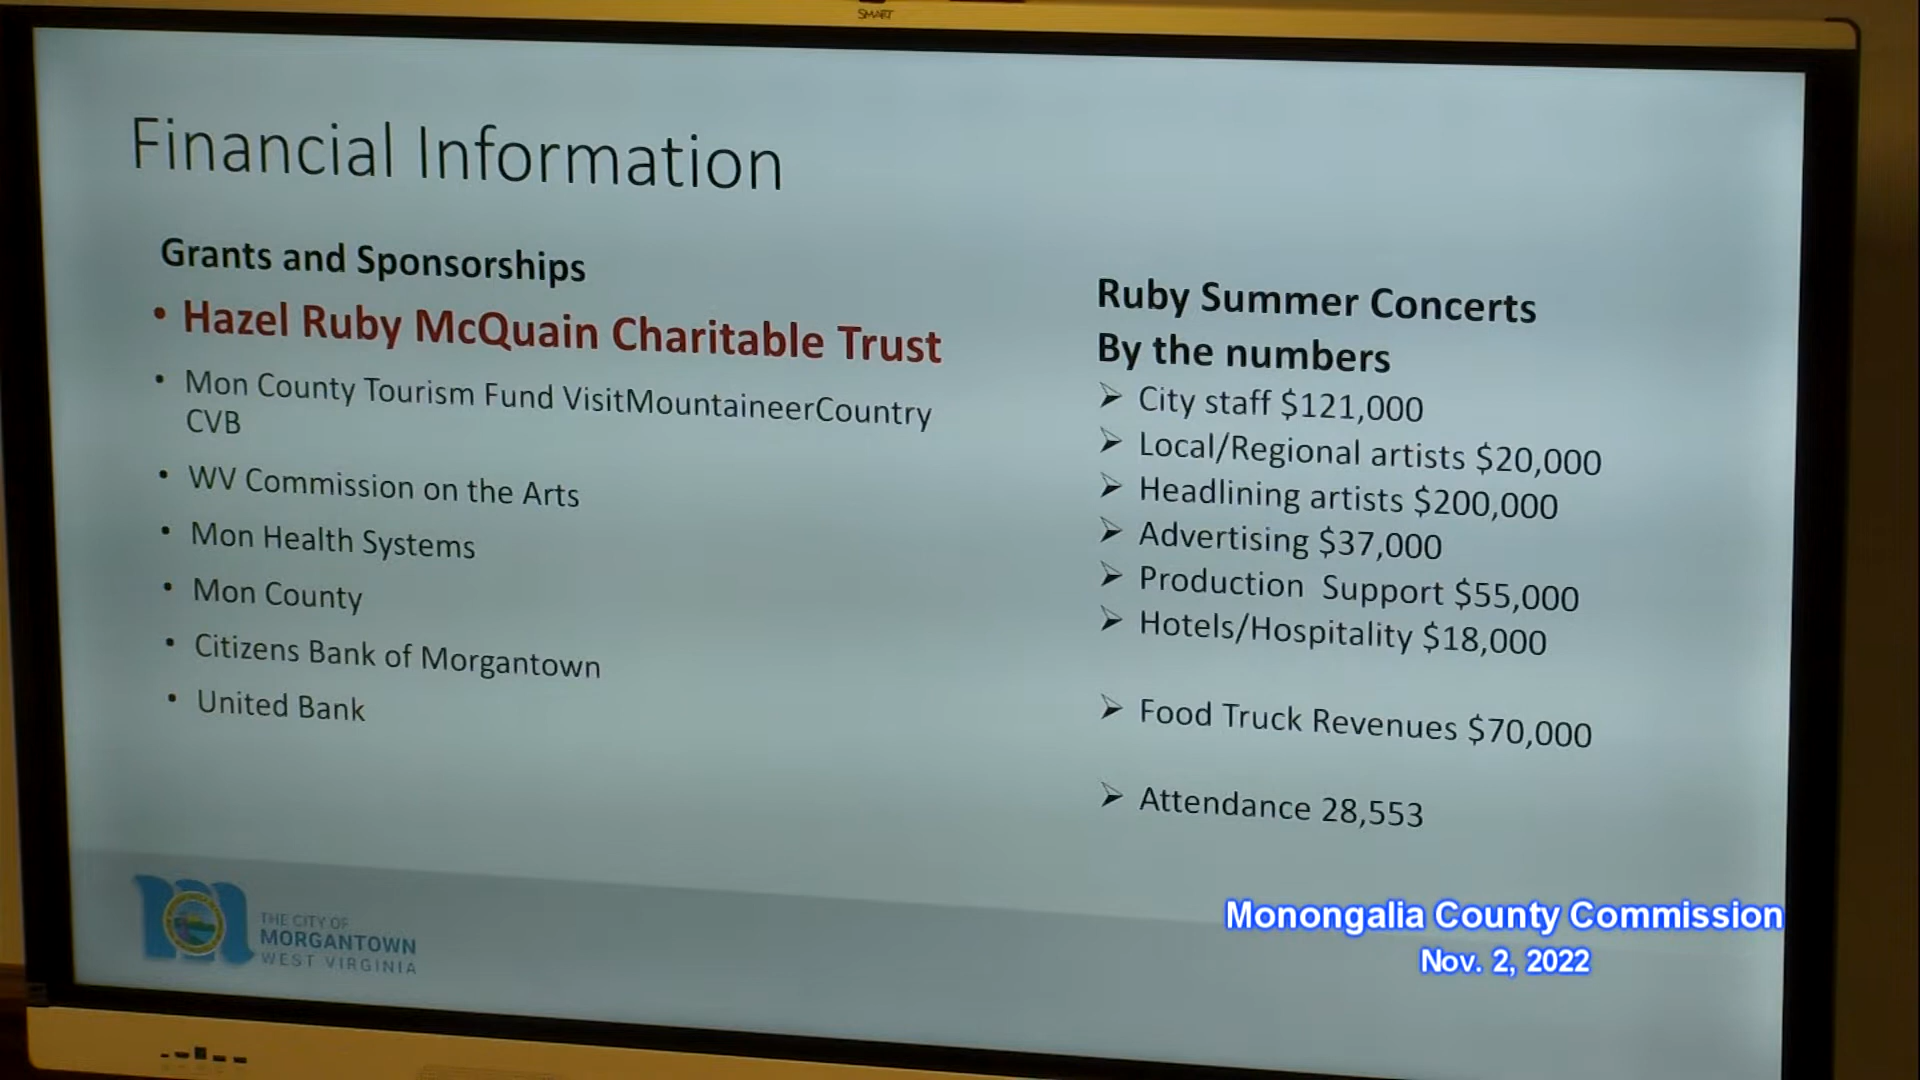 SMART
Financial Information
Grants and Sponsorships
• Hazel Ruby McQuain Charitable Trust
• Mon County Tourism Fund VisitMountaineerCountry
CVB
• WV Commission on the Arts
• Mon Health Systems
• Mon County
• Citizens Bank of Morgantown
• United Bank
Ruby Summer Concerts
By the numbers
➢ City staff $121,000
➢ Local/Regional artists $20,000
➢ Headlining artists $200,000
➢ Advertising $37,000
➢ Production Support $55,000
➢ Hotels/Hospitality $18,000
➢ Food Truck Revenues $70,000
➢ Attendance 28,553
THE CITY OF
MORGANTOWN
WEST VIRGINIA
Monongalia County Commission
Nov. 2, 2022